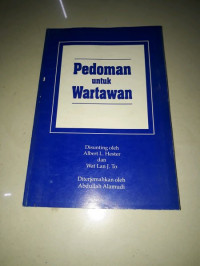 Pedoman
untuk
Wartawan
Disunting oleh
Albert L. Hester
dan
Wai Lan J. To
Diterjemahkan oleh
Abdullah Alamudi